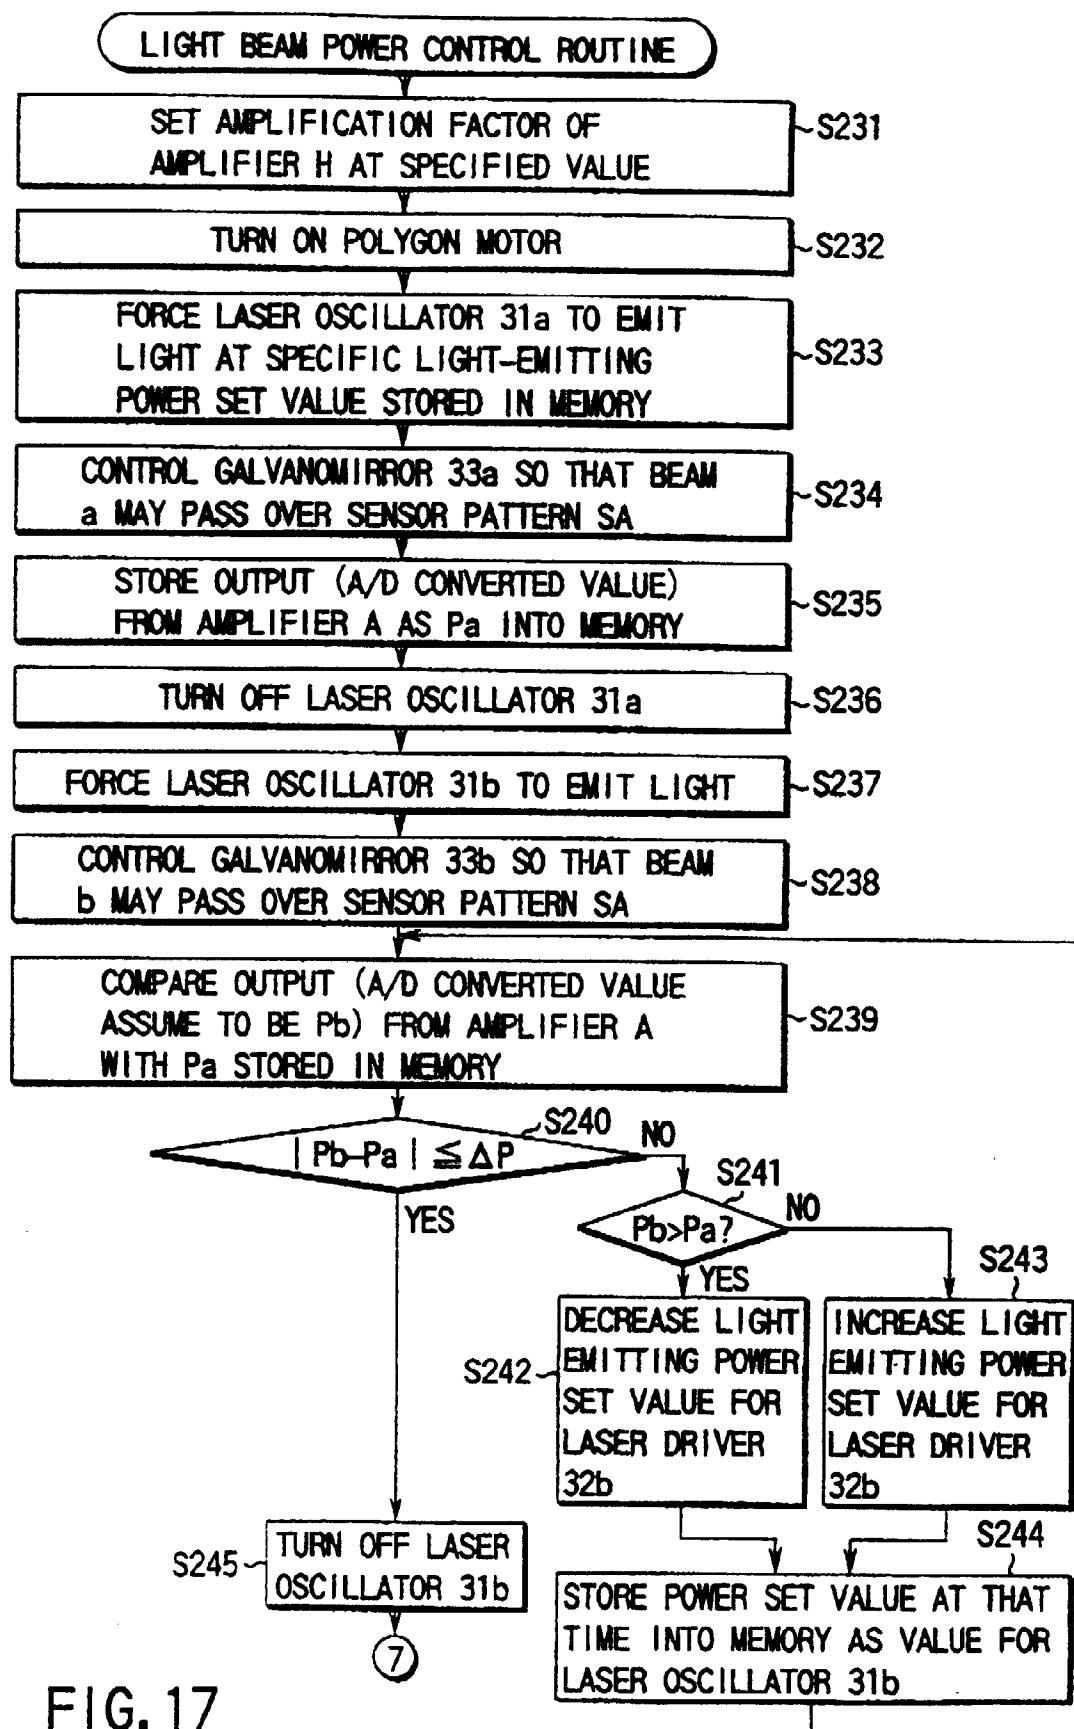 LIGHT BEAM POWER CONTROL ROUTINE
SET AMPLIFICATION FACTOR OF
AMPLIFIER H AT SPECIFIED VALUE
S231
TURN ON POLYGON MOTOR
S232
FORCE LASER OSCILLATOR 31a TO EMIT
LIGHT AT SPECIFIC LIGHT-EMITTING
POWER SET VALUE STORED IN MEMORY
S233
CONTROL GALVANOMIRROR 33a SO THAT BEAM
a MAY PASS OVER SENSOR PATTERN SA
S234
STORE OUTPUT (A/D CONVERTED VALUE)
FROM AMPLIFIER A AS Pa INTO MEMORY
S235
TURN OFF LASER OSCILLATOR 31a
S236
FORCE LASER OSCILLATOR 31b TO EMIT LIGHT
S237
CONTROL GALVANOMIRROR 33b SO THAT BEAM
b MAY PASS OVER SENSOR PATTERN SA
S238
COMPARE OUTPUT (A/D CONVERTED VALUE
ASSUME TO BE Pb) FROM AMPLIFIER A
WITH Pa STORED IN MEMORY
S239
S240
| Pb-Pa | ≦ ΔP
NO
YES
S241
Pb>Pa?
NO
YES
S242
DECREASE LIGHT
EMITTING POWER
SET VALUE FOR
LASER DRIVER
32b
S243
INCREASE LIGHT
EMITTING POWER
SET VALUE FOR
LASER DRIVER
32b
S244
STORE POWER SET VALUE AT THAT
TIME INTO MEMORY AS VALUE FOR
LASER OSCILLATOR 31b
S245
TURN OFF LASER
OSCILLATOR 31b
7
FIG. 17